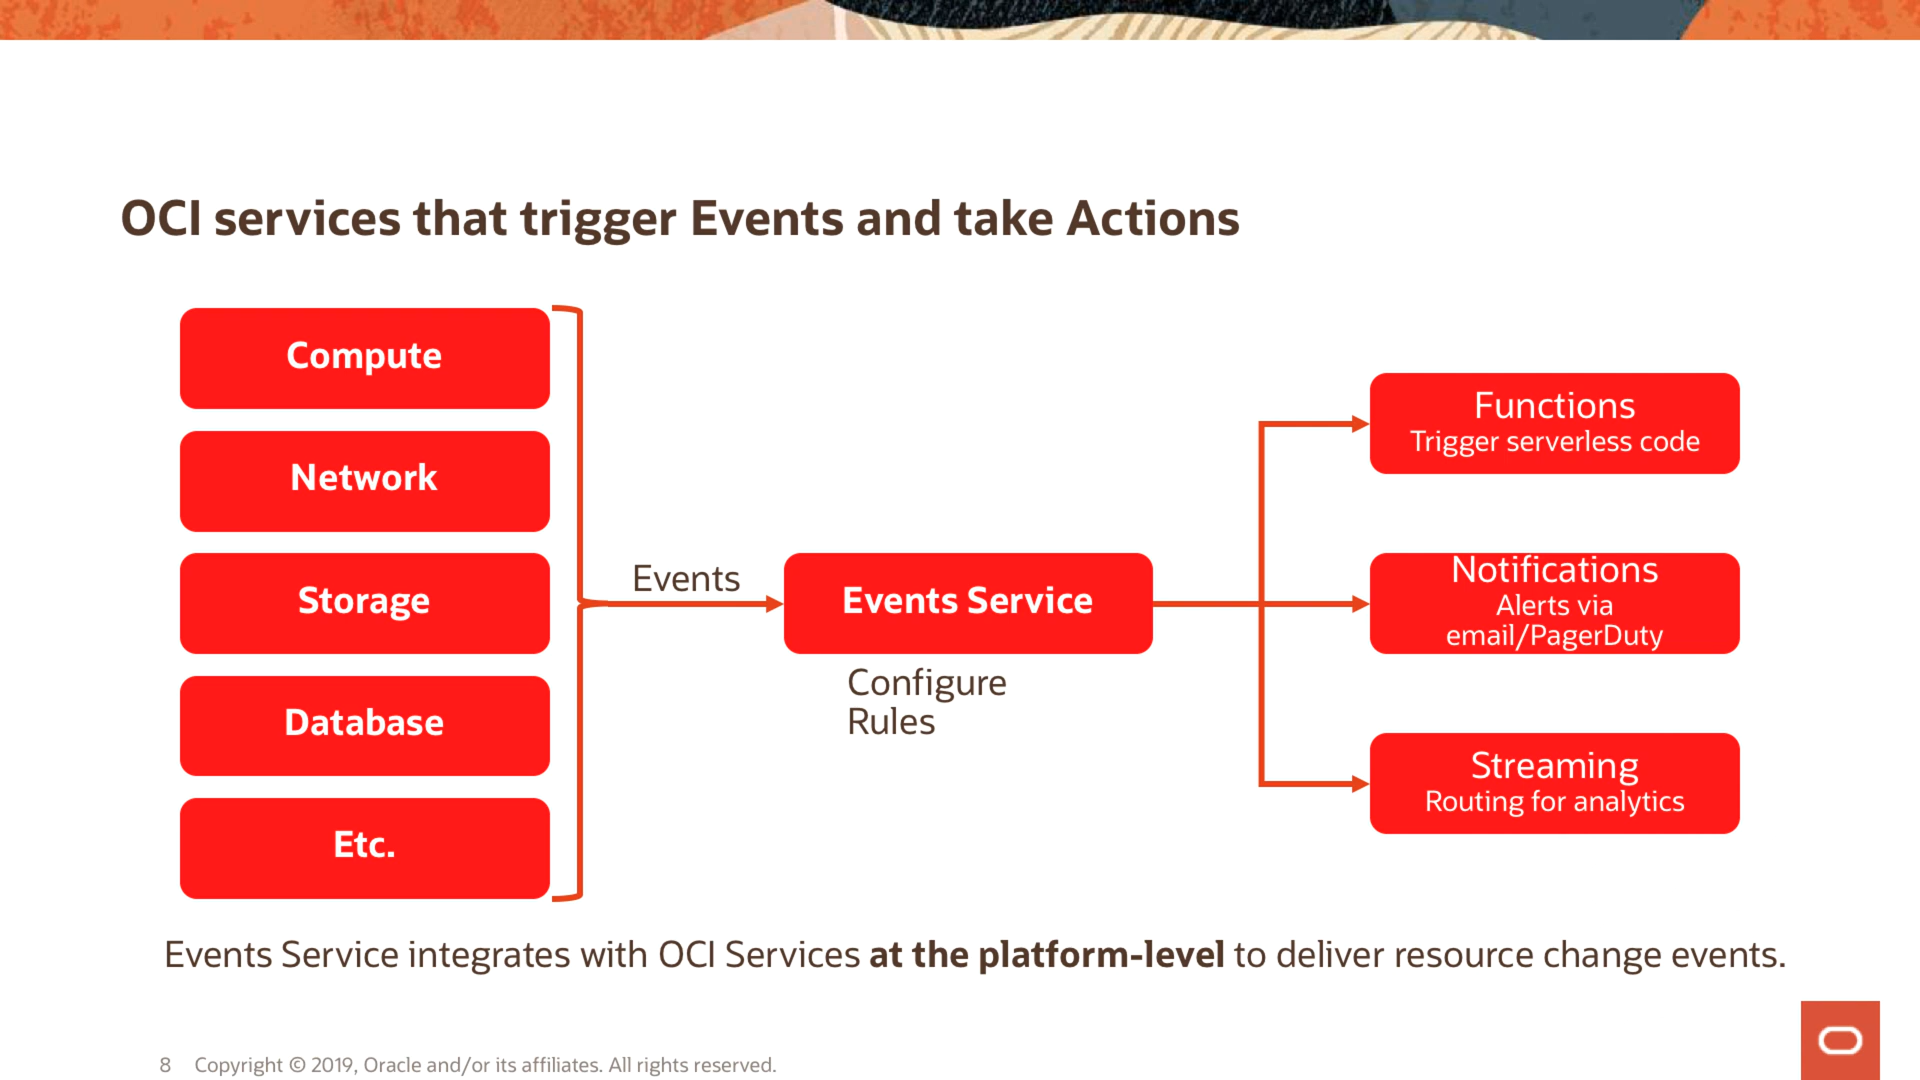 OCI services that trigger Events and take Actions
Compute
Network
Storage
Database
Etc.
Events
Events Service
Configure
Rules
Functions
Trigger serverless code
Notifications
Alerts via
email/PagerDuty
Streaming
Routing for analytics
Events Service integrates with OCI Services at the platform-level to deliver resource change events.
8 Copyright © 2019, Oracle and/or its affiliates. All rights reserved.